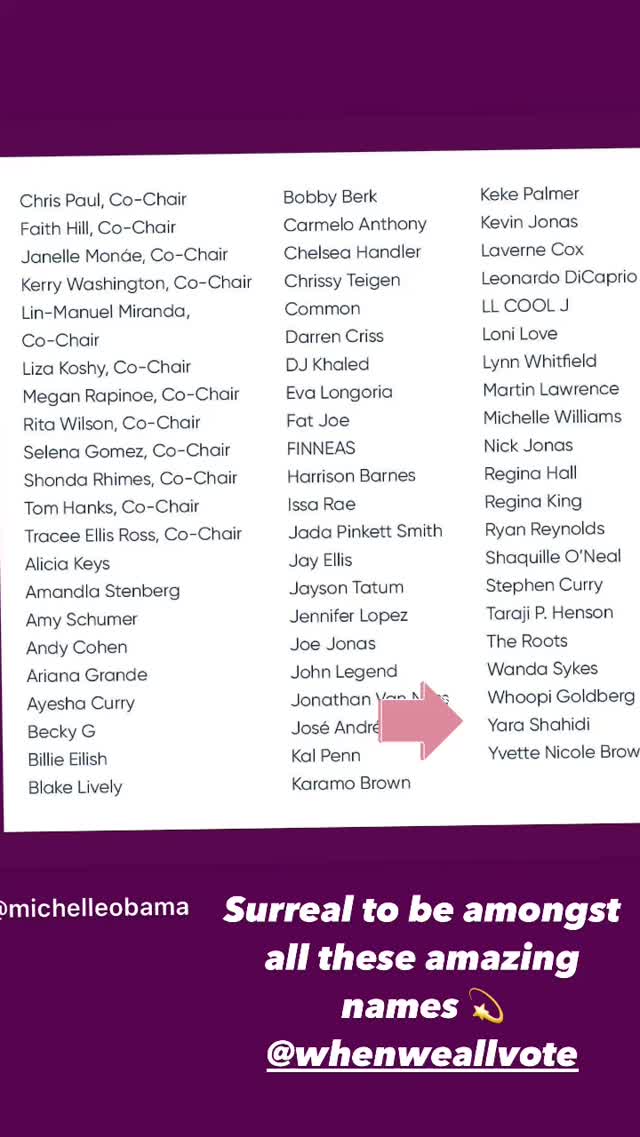 Chris Paul, Co-Chair
Faith Hill, Co-Chair
Janelle Monáe, Co-Chair
Kerry Washington, Co-Chair
Lin-Manuel Miranda,
Co-Chair
Liza Koshy, Co-Chair
Megan Rapinoe, Co-Chair
Rita Wilson, Co-Chair
Selena Gomez, Co-Chair
Shonda Rhimes, Co-Chair
Tom Hanks, Co-Chair
Tracee Ellis Ross, Co-Chair
Alicia Keys
Amandla Stenberg
Amy Schumer
Andy Cohen
Ariana Grande
Ayesha Curry
Becky G
Billie Eilish
Blake Lively
Bobby Berk
Carmelo Anthony
Chelsea Handler
Chrissy Teigen
Common
Darren Criss
DJ Khaled
Eva Longoria
Fat Joe
FINNEAS
Harrison Barnes
Issa Rae
Jada Pinkett Smith
Jay Ellis
Jayson Tatum
Jennifer Lopez
Joe Jonas
John Legend
Jonathan Van
José
Kal Penn
Karamo Brown
Keke Palmer
Kevin Jonas
Laverne Cox
Leonardo DiCaprio
LL COOL J
Loni Love
Lynn Whitfield
Martin Lawrence
Michelle Williams
Nick Jonas
Regina Hall
Regina King
Ryan Reynolds
Shaquille O'Neal
Stephen Curry
Taraji P. Henson
The Roots
Wanda Sykes
Whoopi Goldberg
Yara Shahidi
Yvette Nicole Brow
@michelleobama
Surreal to be amongst
all these amazing
names 💫
@whenweallvote